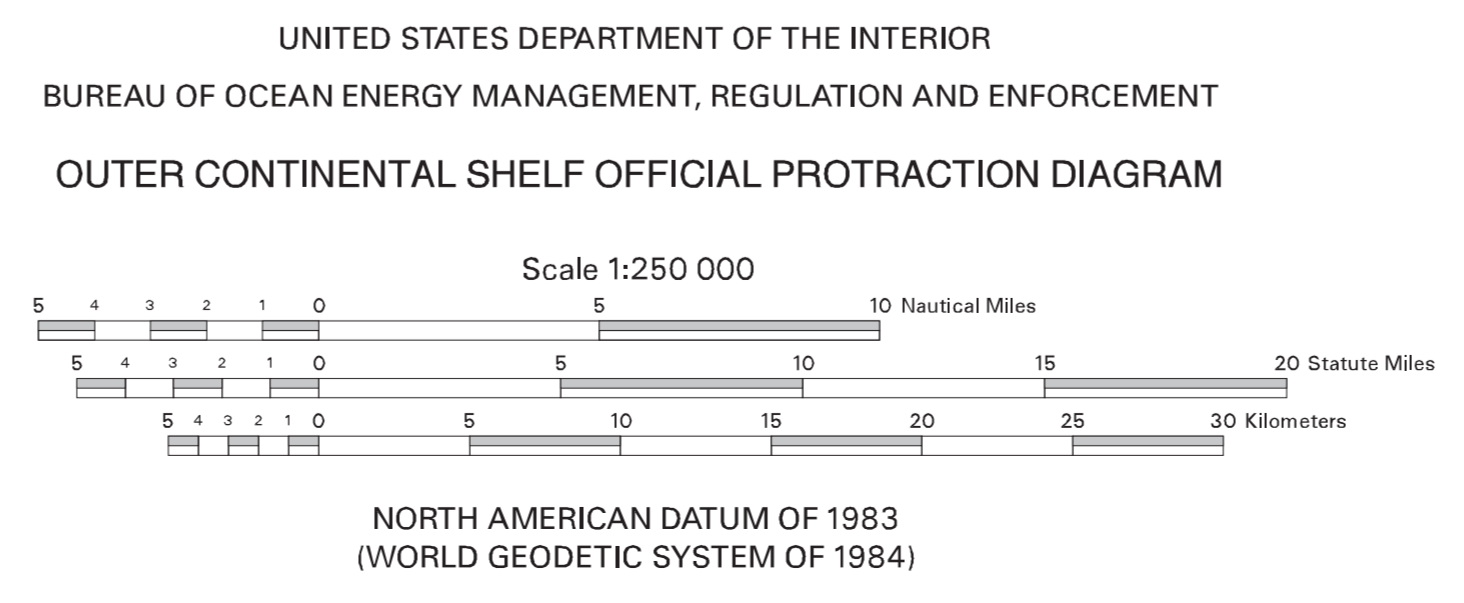 UNITED STATES DEPARTMENT OF THE INTERIOR
BUREAU OF OCEAN ENERGY MANAGEMENT, REGULATION AND ENFORCEMENT
OUTER CONTINENTAL SHELF OFFICIAL PROTRACTION DIAGRAM
Scale 1:250 000
5 4 3 2 1 0 5 10 Nautical Miles
5 4 3 2 1 0 5 10 15 20 Statute Miles
5 4 3 2 1 0 5 10 15 20 25 30 Kilometers
NORTH AMERICAN DATUM OF 1983
(WORLD GEODETIC SYSTEM OF 1984)